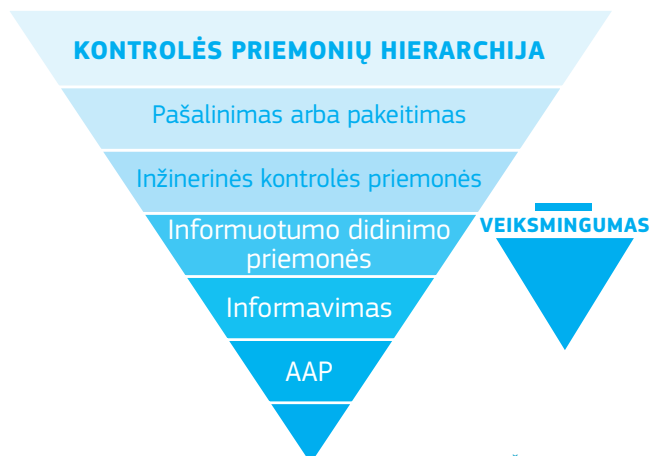 KONTROLĖS PRIEMONIŲ HIERARCHIJA
Pašalinimas arba pakeitimas
Inžinerinės kontrolės priemonės
Informuotumo didinimo
priemonės
VEIKSMINGUMAS
Informavimas
AAP